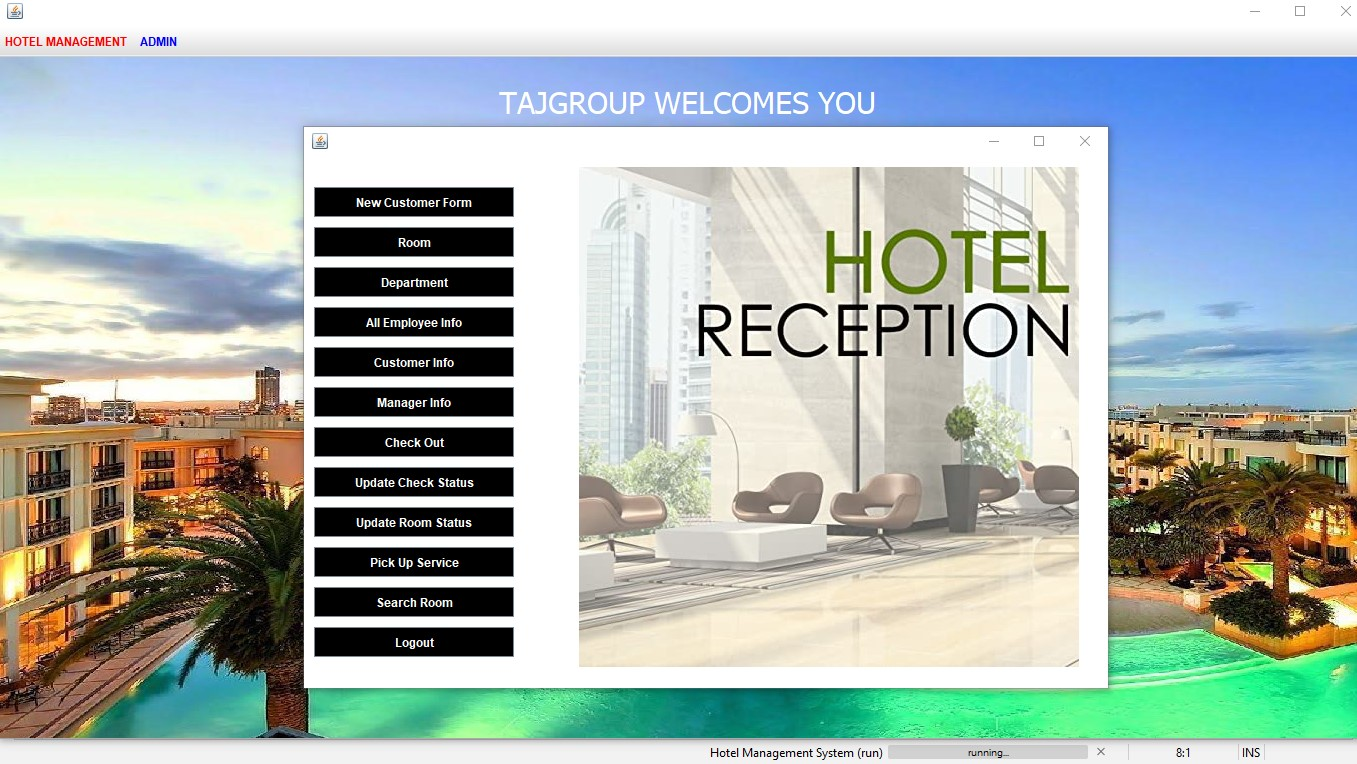 HOTEL MANAGEMENT ADMIN
TAJGROUP WELCOMES YOU
New Customer Form
Room
Department
All Employee Info
Customer Info
Manager Info
Check Out
Update Check Status
Update Room Status
Pick Up Service
Search Room
Logout
HOTEL
RECEPTION
Hotel Management System (run) running... 8:1 INS